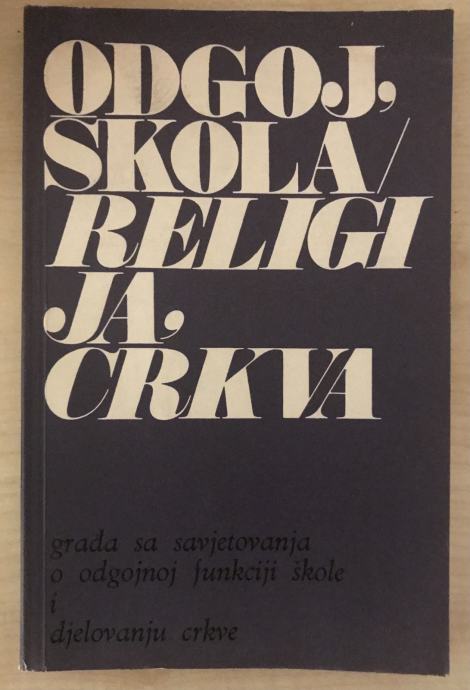 ODGOJ,
ŠKOLA/
RELIGI
JA,
CRKVA
građa sa savjetovanja
o odgojnoj funkciji škole
i
djelovanju crkve